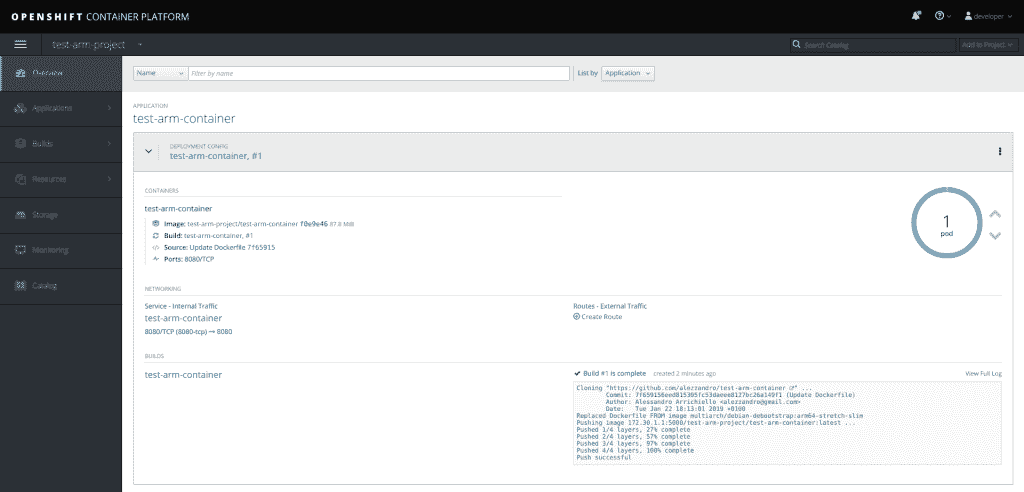 OPENSHIFT CONTAINER PLATFORM
developer
test-arm-project
Search Catalog
Add to Project
Overview
Applications
Builds
Resources
Storage
Monitoring
Catalog
Name
Filter by name
List by
Application
APPLICATION
test-arm-container
DEPLOYMENT CONFIG
test-arm-container, #1
CONTAINERS
test-arm-container
Image: test-arm-project/test-arm-container f0e9e46 87.8 MiB
Build: test-arm-container, #1
Source: Update Dockerfile 7f65915
Ports: 8080/TCP
1
pod
NETWORKING
Service - Internal Traffic
test-arm-container
8080/TCP (8080-tcp) → 8080
Routes - External Traffic
Create Route
BUILDS
test-arm-container
Build #1 is complete created 2 minutes ago
View Full Log
Cloning "https://github.com/alezzandro/test-arm-container" ...
Commit: (Update Dockerfile)
Author: Alessandro Arrichiello <alezzandro@gmail.com>
Date: Tue Jan 22 18:13:01 2019 +0100
Replaced Dockerfile FROM image multiarch/debian-debootstrap:arm64-stretch-slim
Pushing image 172.30.1.1:5000/test-arm-project/test-arm-container:latest ...
Pushed 1/4 layers, 27% complete
Pushed 2/4 layers, 57% complete
Pushed 3/4 layers, 97% complete
Pushed 4/4 layers, 100% complete
Push successful